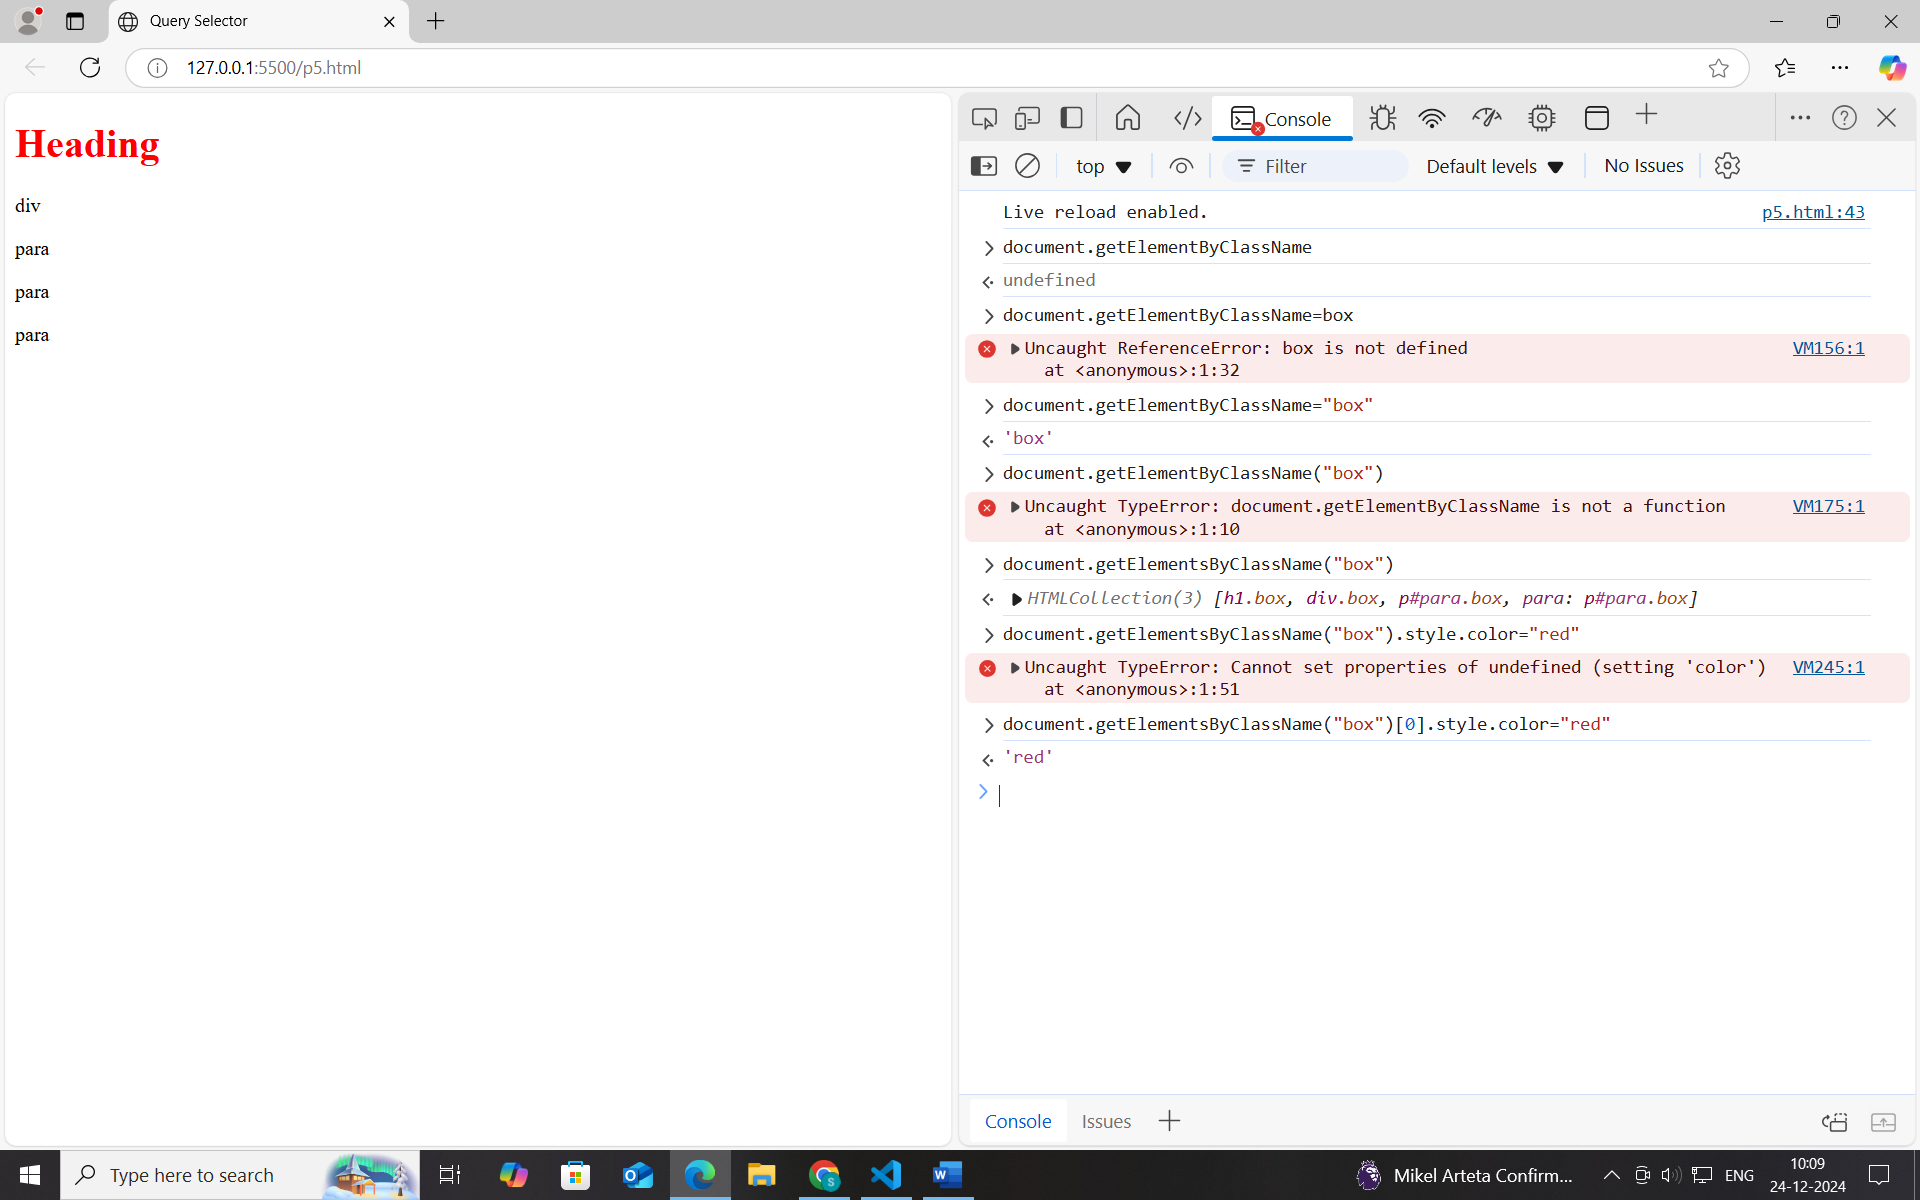 Query Selector
127.0.0.1:5500/p5.html
Heading
div
para
para
para
Console
top
Filter
Default levels
No Issues
Live reload enabled.
p5.html:43
document.getElementByClassName
undefined
document.getElementByClassName=box
Uncaught ReferenceError: box is not defined
VM156:1
at <anonymous>:1:32
document.getElementByClassName="box"
'box'
document.getElementByClassName("box")
Uncaught TypeError: document.getElementByClassName is not a function
VM175:1
at <anonymous>:1:10
document.getElementsByClassName("box")
HTMLCollection(3) [h1.box, div.box, p#para.box, para: p#para.box]
document.getElementsByClassName("box").style.color="red"
Uncaught TypeError: Cannot set properties of undefined (setting 'color')
VM245:1
at <anonymous>:1:51
document.getElementsByClassName("box")[0].style.color="red"
'red'
Console
Issues
Type here to search
Mikel Arteta Confirm...
ENG
10:09
24-12-2024